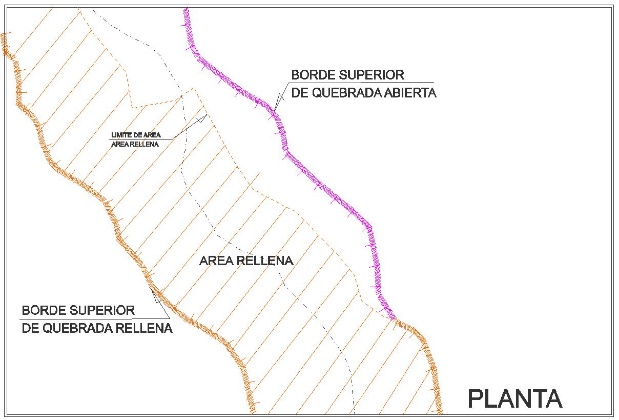 BORDE SUPERIOR
DE QUEBRADA ABIERTA
LIMITE DE AREA
AREA RELLENA
AREA RELLENA
BORDE SUPERIOR
DE QUEBRADA RELLENA
PLANTA